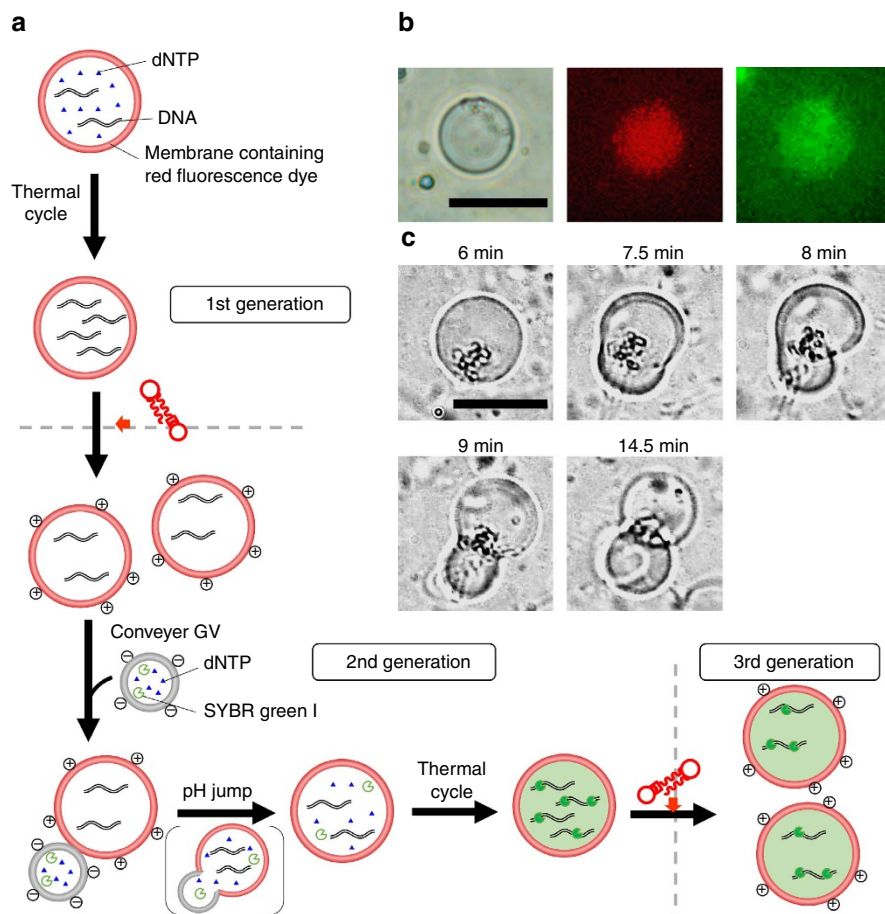 a
dNTP
DNA
Membrane containing
red fluorescence dye
Thermal
cycle
1st generation
b
c
6 min
7.5 min
8 min
9 min
14.5 min
+
+
+
+
+
+
+
+
+
+
Conveyer GV
dNTP
SYBR green I
−
−
−
−
2nd generation
3rd generation
+
+
+
+
+
−
−
−
−
pH jump
Thermal
cycle
+
+
+
+
+
+
+
+
+
+